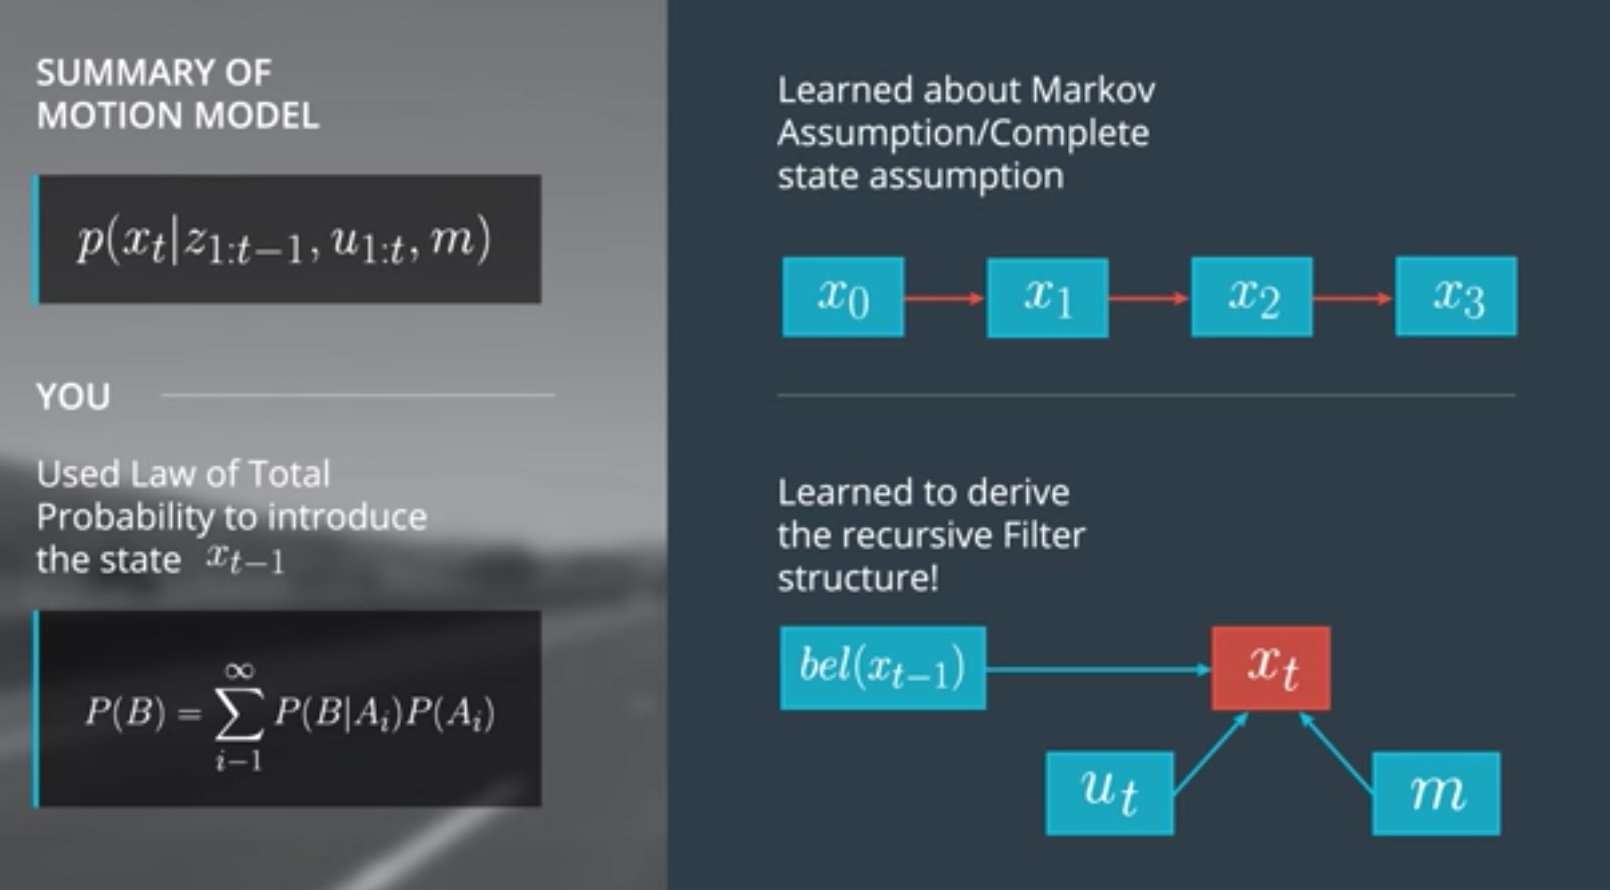 SUMMARY OF
MOTION MODEL
p(x_t|z_{1:t−1}, u_{1:t}, m)
YOU
Used Law of Total
Probability to introduce
the state x_{t−1}
P(B) = \sum_{i−1}^{∞} P(B|A_i)P(A_i)
Learned about Markov
Assumption/Complete
state assumption
x_0 x_1 x_2 x_3
Learned to derive
the recursive Filter
structure!
bel(x_{t−1}) x_t
u_t m